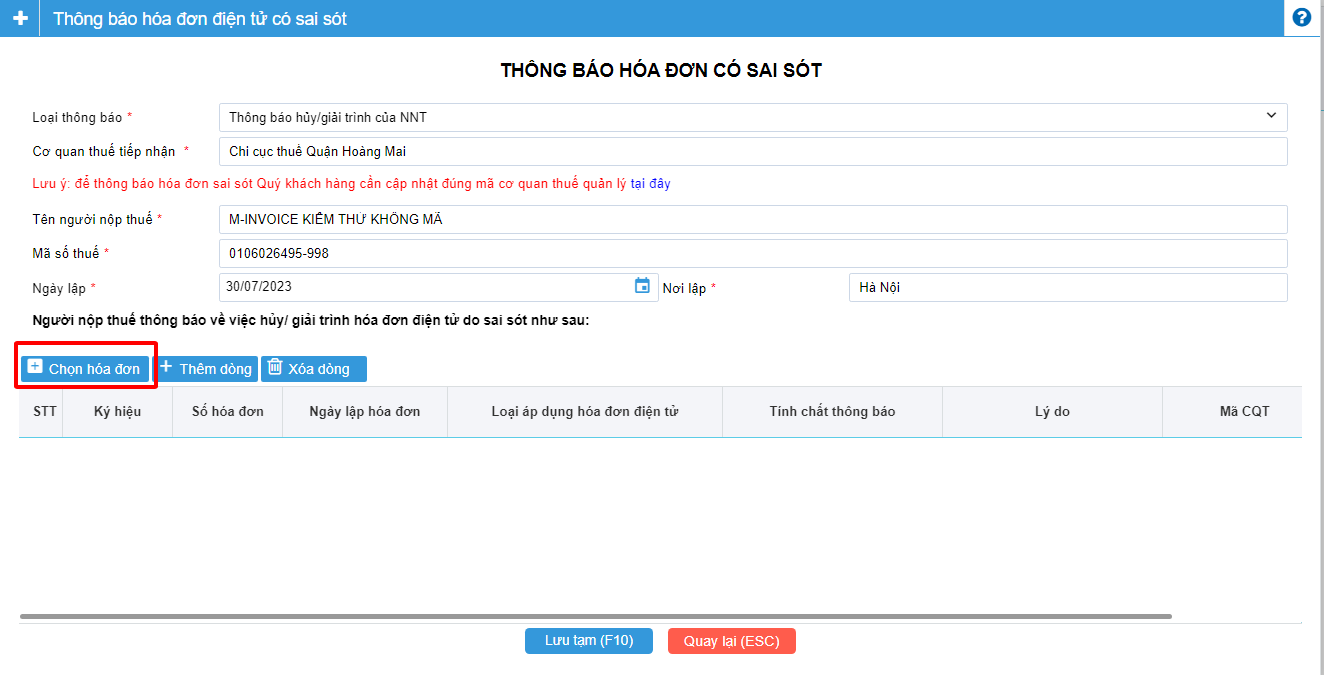 Thông báo hóa đơn điện tử có sai sót
THÔNG BÁO HÓA ĐƠN CÓ SAI SÓT
Loại thông báo *
Thông báo hủy/giải trình của NNT
Cơ quan thuế tiếp nhận *
Chi cục thuế Quận Hoàng Mai
Lưu ý: để thông báo hóa đơn sai sót Quý khách hàng cần cập nhật đúng mã cơ quan thuế quản lý tại đây
Tên người nộp thuế *
M-INVOICE KIỂM THỬ KHÔNG MÃ
Mã số thuế *
0106026495-998
Ngày lập *
30/07/2023
Nơi lập *
Hà Nội
Người nộp thuế thông báo về việc hủy/ giải trình hóa đơn điện tử do sai sót như sau:
Chọn hóa đơn Thêm dòng Xóa dòng
STT Ký hiệu Số hóa đơn Ngày lập hóa đơn Loại áp dụng hóa đơn điện tử Tính chất thông báo Lý do Mã CQT
Lưu tạm (F10) Quay lại (ESC)